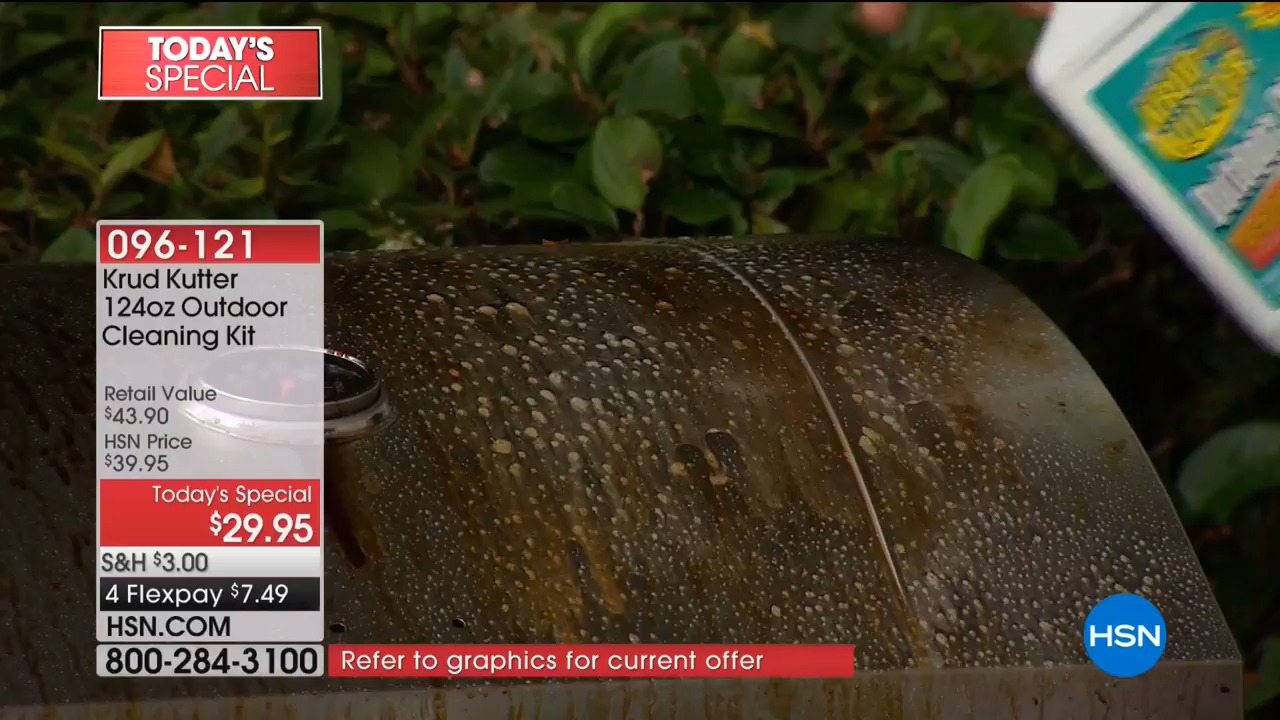 TODAY'S
SPECIAL
096-121
Krud Kutter
124oz Outdoor
Cleaning Kit
Retail Value
$43.90
HSN Price
$39.95
Today's Special
$29.95
S&H $3.00
4 Flexpay $7.49
HSN.COM
800-284-3100
Refer to graphics for current offer
HSN